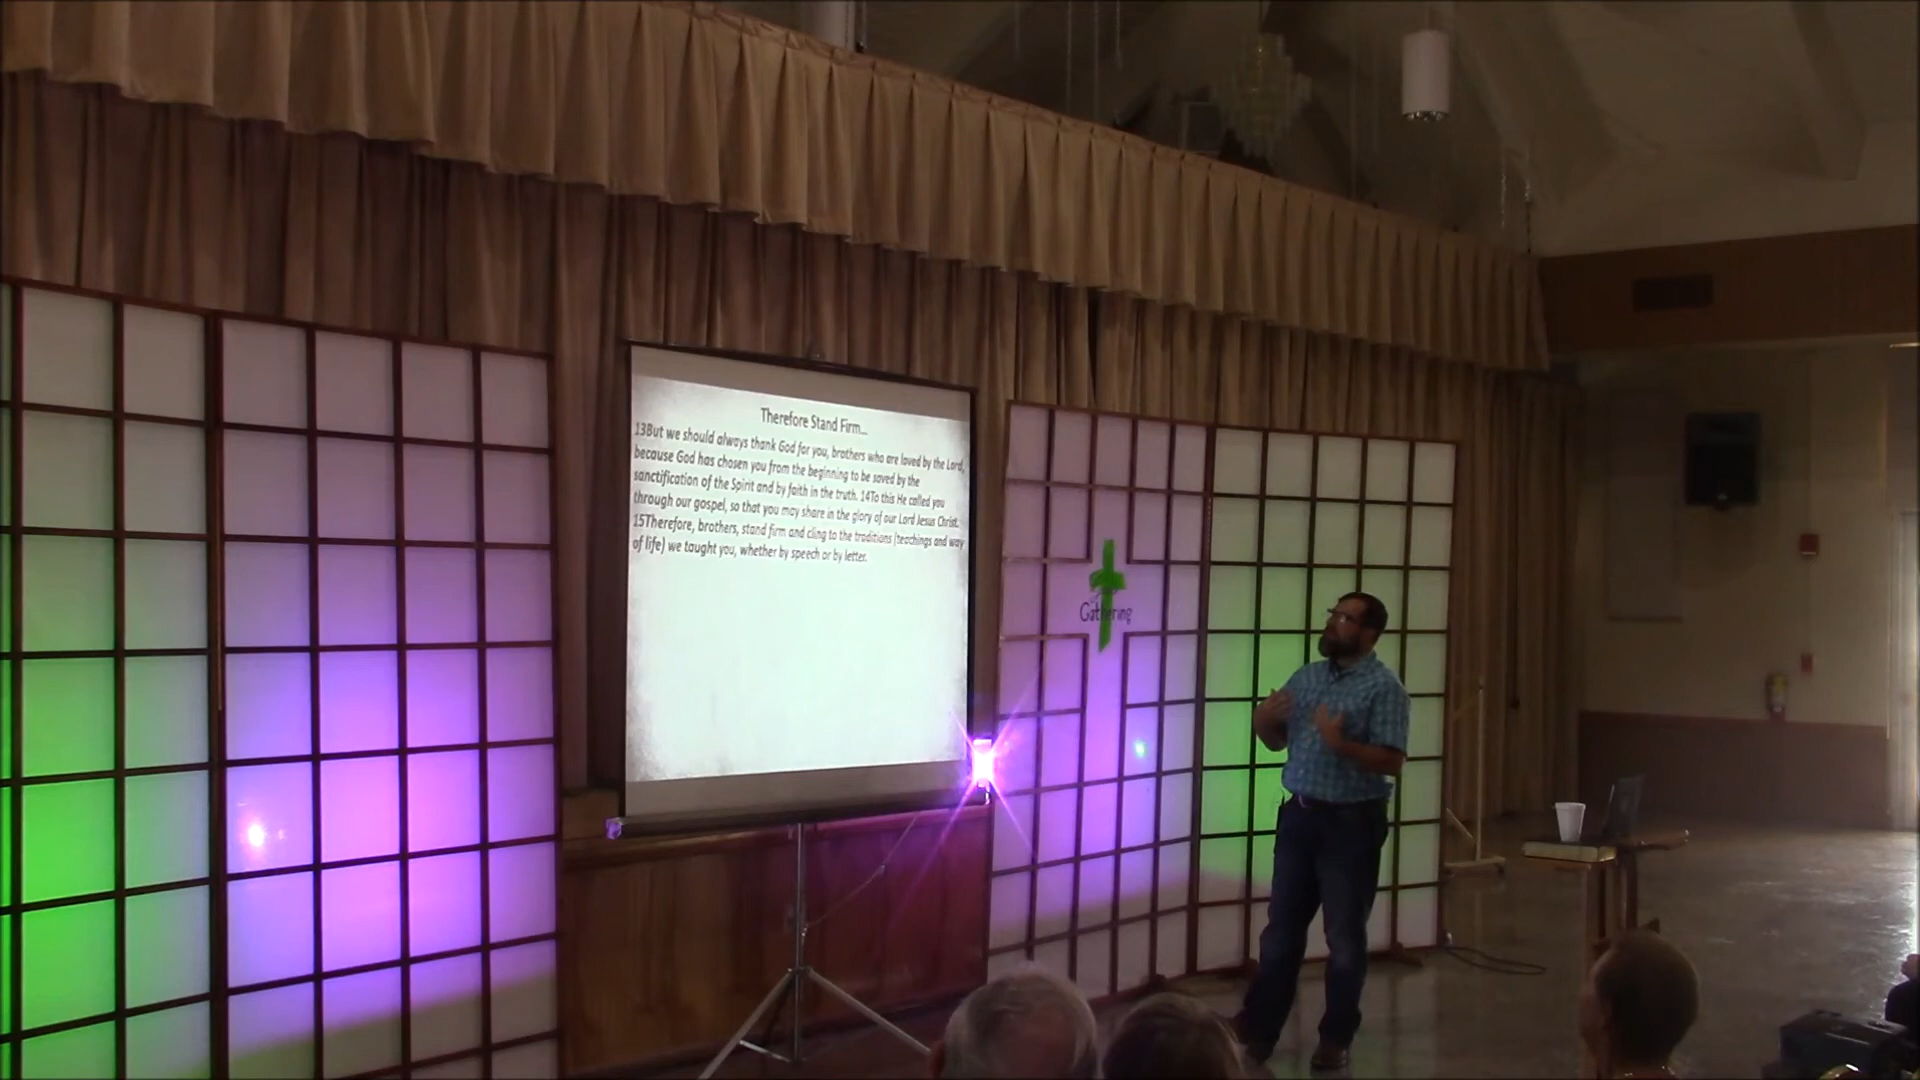 Therefore Stand Firm...
13But we should always thank God for you, brothers who are loved by the Lord,
because God has chosen you from the beginning to be saved by the
sanctification of the Spirit and by faith in the truth. 14To this He called you
through our gospel, so that you may share in the glory of our Lord Jesus Christ.
15Therefore, brothers, stand firm and cling to the traditions (teachings and way
of life) we taught you, whether by speech or by letter.
Gathering